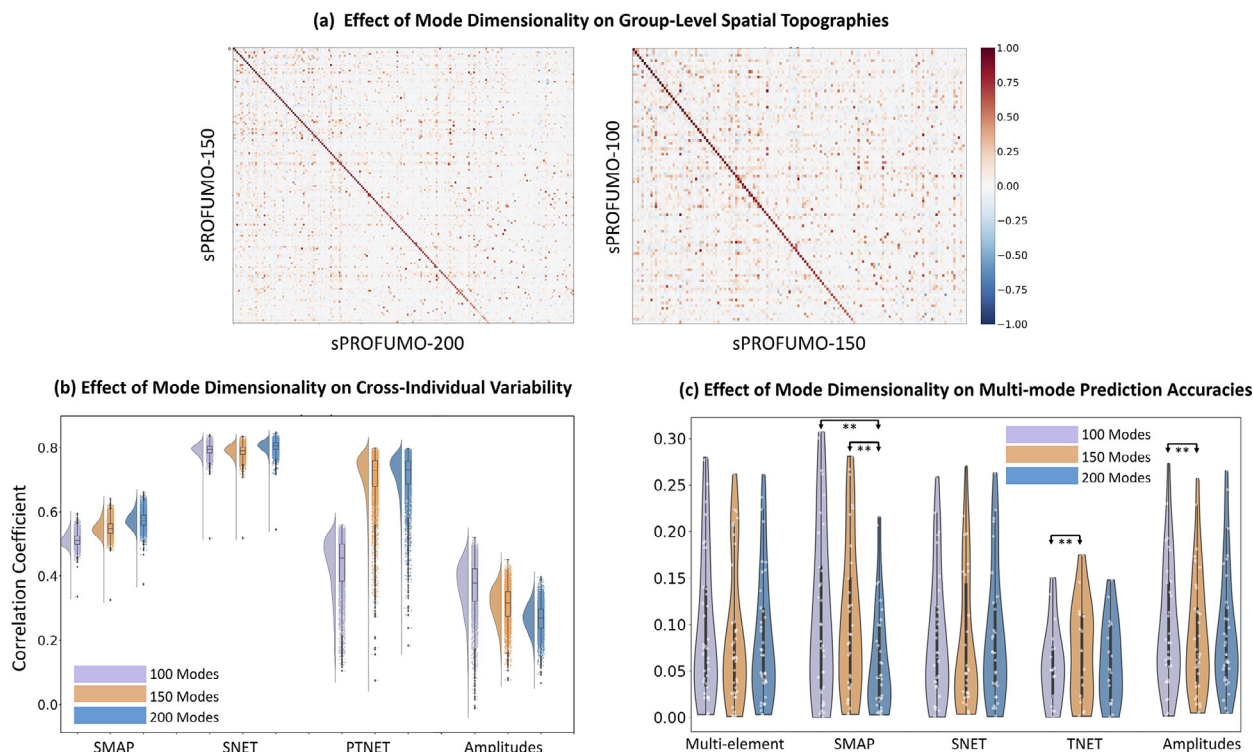 (a) Effect of Mode Dimensionality on Group-Level Spatial Topographies
sPROFUMO-150
sPROFUMO-200
sPROFUMO-100
sPROFUMO-150
1.00
0.75
0.50
0.25
0.00
−0.25
−0.50
−0.75
−1.00
(b) Effect of Mode Dimensionality on Cross-Individual Variability
Correlation Coefficient
0.8
0.6
0.4
0.2
0.0
100 Modes
150 Modes
200 Modes
SMAP SNET PTNET Amplitudes
(c) Effect of Mode Dimensionality on Multi-mode Prediction Accuracies
0.30
0.25
0.20
0.15
0.10
0.05
0.00
** 
**
**
**
100 Modes
150 Modes
200 Modes
Multi-element SMAP SNET TNET Amplitudes